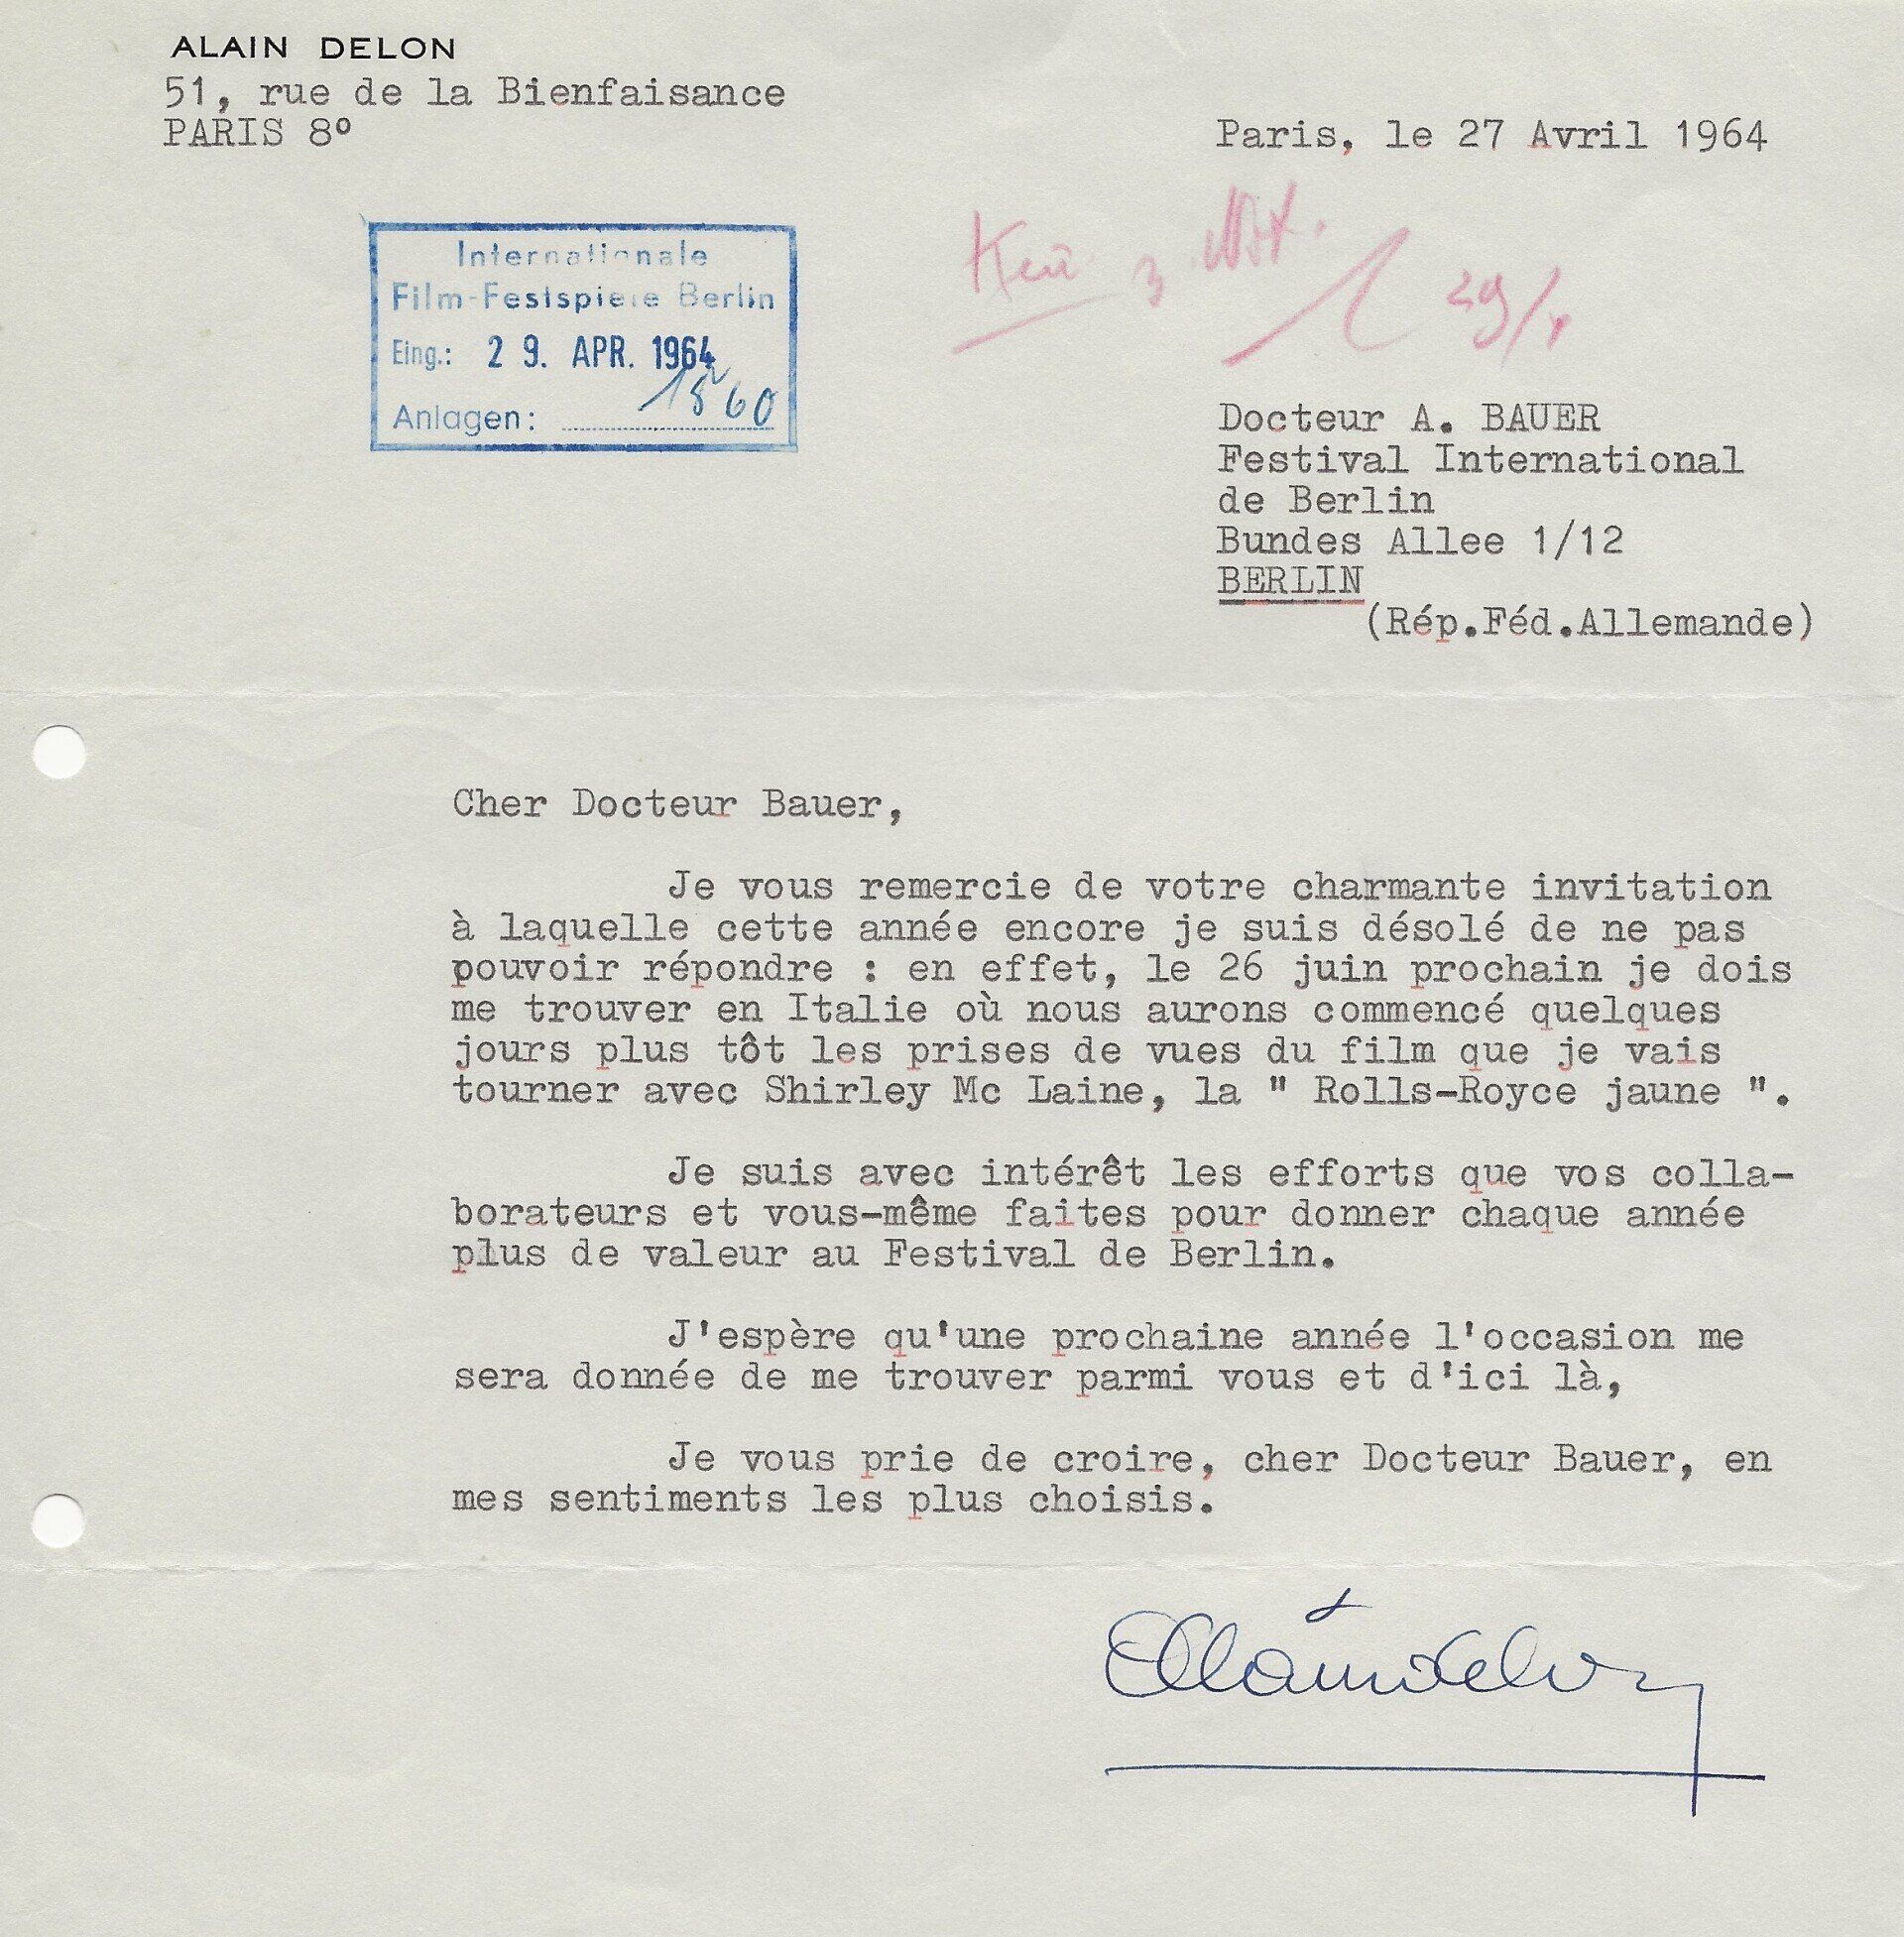 ALAIN DELON
51, rue de la Bienfaisance
PARIS 8º
Paris, le 27 Avril 1964
Internationale
Film-Festspiele Berlin
Eing.: 29. APR. 1964
Anlagen:
29/
Docteur A. BAUER
Festival International
de Berlin
Bundes Allee 1/12
BERLIN
(Rép.Féd.Allemande)
Cher Docteur Bauer,
Je vous remercie de votre charmante invitation
à laquelle cette année encore je suis désolé de ne pas
pouvoir répondre : en effet, le 26 juin prochain je dois
me trouver en Italie où nous aurons commencé quelques
jours plus tôt les prises de vues du film que je vais
tourner avec Shirley Mc Laine, la " Rolls-Royce jaune ".
Je suis avec intérêt les efforts que vos colla-
borateurs et vous-même faites pour donner chaque année
plus de valeur au Festival de Berlin.
J'espère qu'une prochaine année l'occasion me
sera donnée de me trouver parmi vous et d'ici là,
Je vous prie de croire, cher Docteur Bauer, en
mes sentiments les plus choisis.
Alain Delon